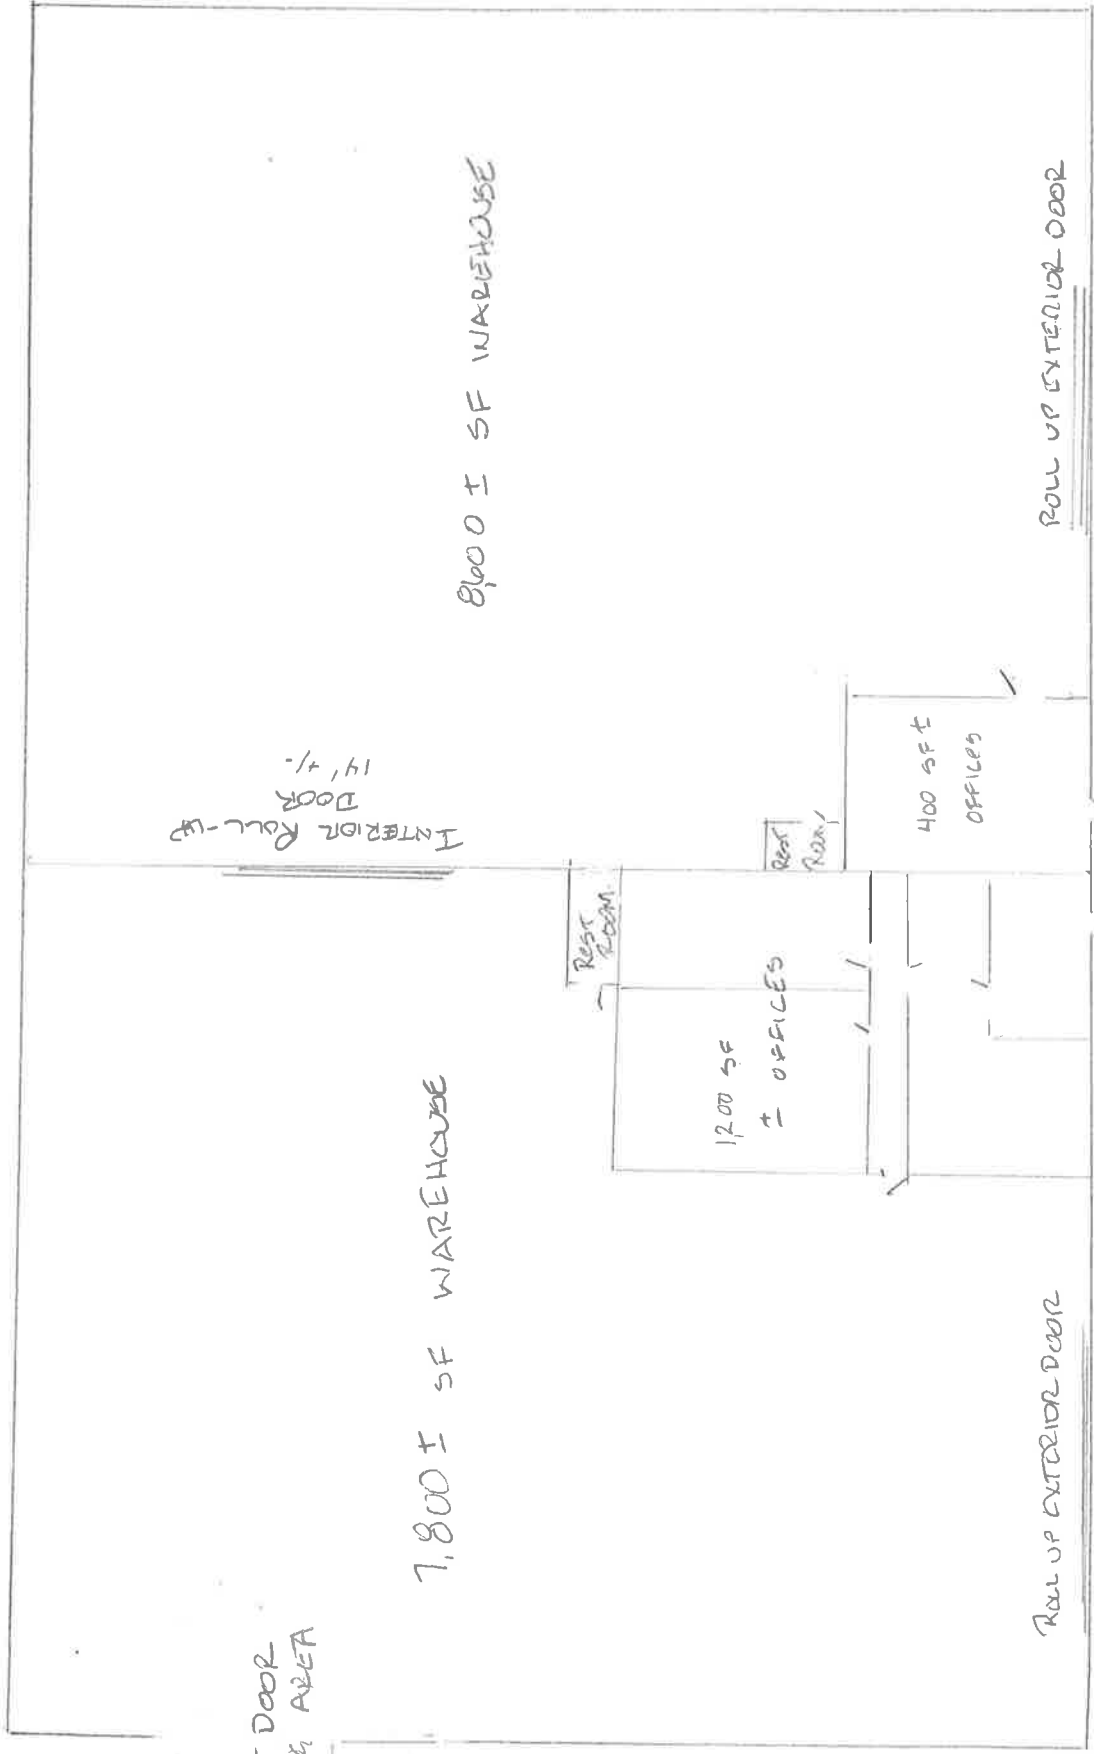 DOOR
AREA
7,800 ± SF WAREHOUSE
ROLL UP EXTERIOR DOOR
1,200 SF
± OFFICES
REST
ROOM
INTERIOR ROLL-UP
DOOR
14' +/-
REST
ROOM
400 SF ±
OFFICES
8,600 ± SF WAREHOUSE
ROLL UP EXTERIOR DOOR